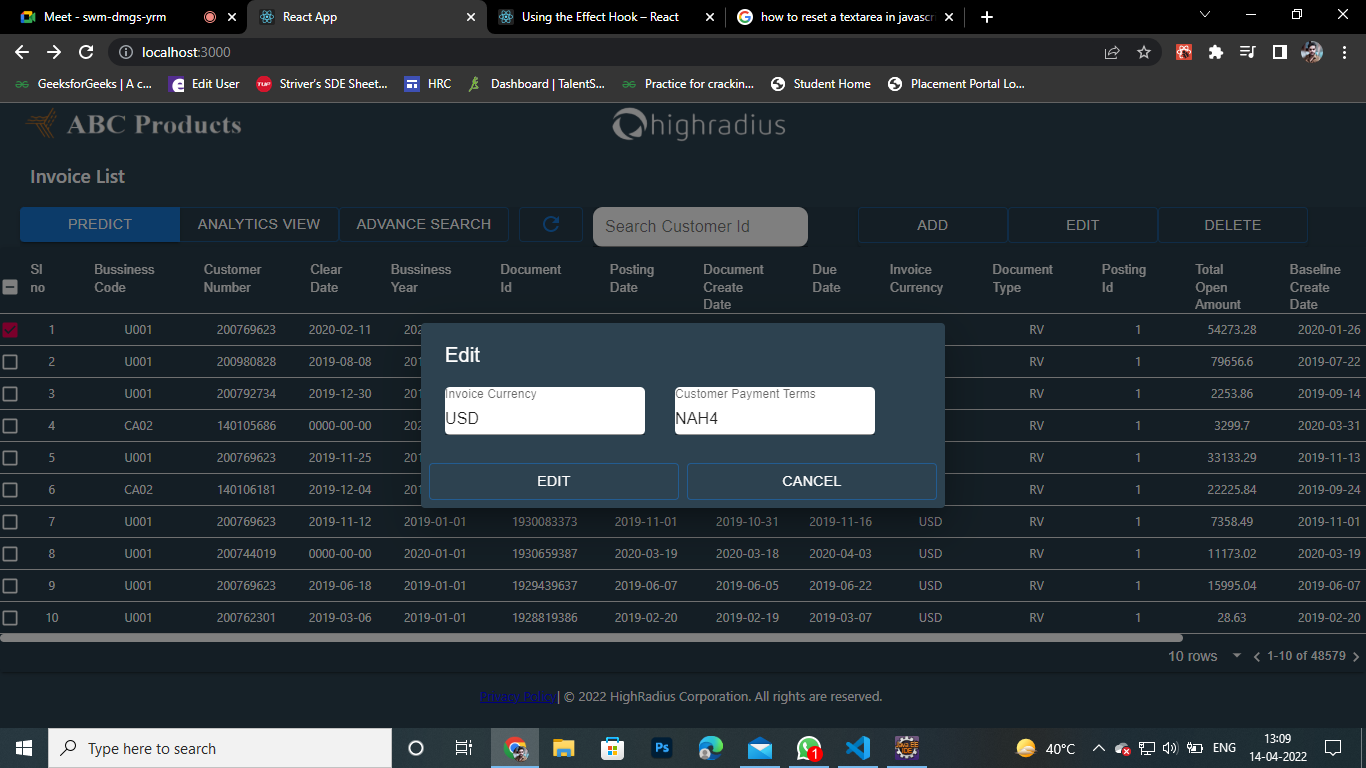 Meet - swm-dmgs-yrm
React App
Using the Effect Hook – React
how to reset a textarea in javascr
localhost:3000
GeeksforGeeks | A c...
Edit User
Striver's SDE Sheet...
HRC
Dashboard | TalentS...
Practice for crackin...
Student Home
Placement Portal Lo...
ABC Products
highradius
Invoice List
PREDICT
ANALYTICS VIEW
ADVANCE SEARCH
Search Customer Id
ADD
EDIT
DELETE
Sl no Bussiness Code Customer Number Clear Date Bussiness Year Document Id Posting Date Document Create Date Due Date Invoice Currency Document Type Posting Id Total Open Amount Baseline Create Date
1 U001 200769623 2020-02-11 202 RV 1 54273.28 2020-01-26
2 U001 200980828 2019-08-08 201 RV 1 79656.6 2019-07-22
3 U001 200792734 2019-12-30 201 RV 1 2253.86 2019-09-14
4 CA02 140105686 0000-00-00 202 RV 1 3299.7 2020-03-31
5 U001 200769623 2019-11-25 201 RV 1 33133.29 2019-11-13
6 CA02 140106181 2019-12-04 201 RV 1 22225.84 2019-09-24
7 U001 200769623 2019-11-12 2019-01-01 1930083373 2019-11-01 2019-10-31 2019-11-16 USD RV 1 7358.49 2019-11-01
8 U001 200744019 0000-00-00 2020-01-01 1930659387 2020-03-19 2020-03-18 2020-04-03 USD RV 1 11173.02 2020-03-19
9 U001 200769623 2019-06-18 2019-01-01 1929439637 2019-06-07 2019-06-05 2019-06-22 USD RV 1 15995.04 2019-06-07
10 U001 200762301 2019-03-06 2019-01-01 1928819386 2019-02-20 2019-02-19 2019-03-07 USD RV 1 28.63 2019-02-20
Edit
Invoice Currency
USD
Customer Payment Terms
NAH4
EDIT
CANCEL
10 rows
1-10 of 48579
Privacy Policy| © 2022 HighRadius Corporation. All rights are reserved.
Type here to search
Ps
1
40°C
ENG
13:09
14-04-2022